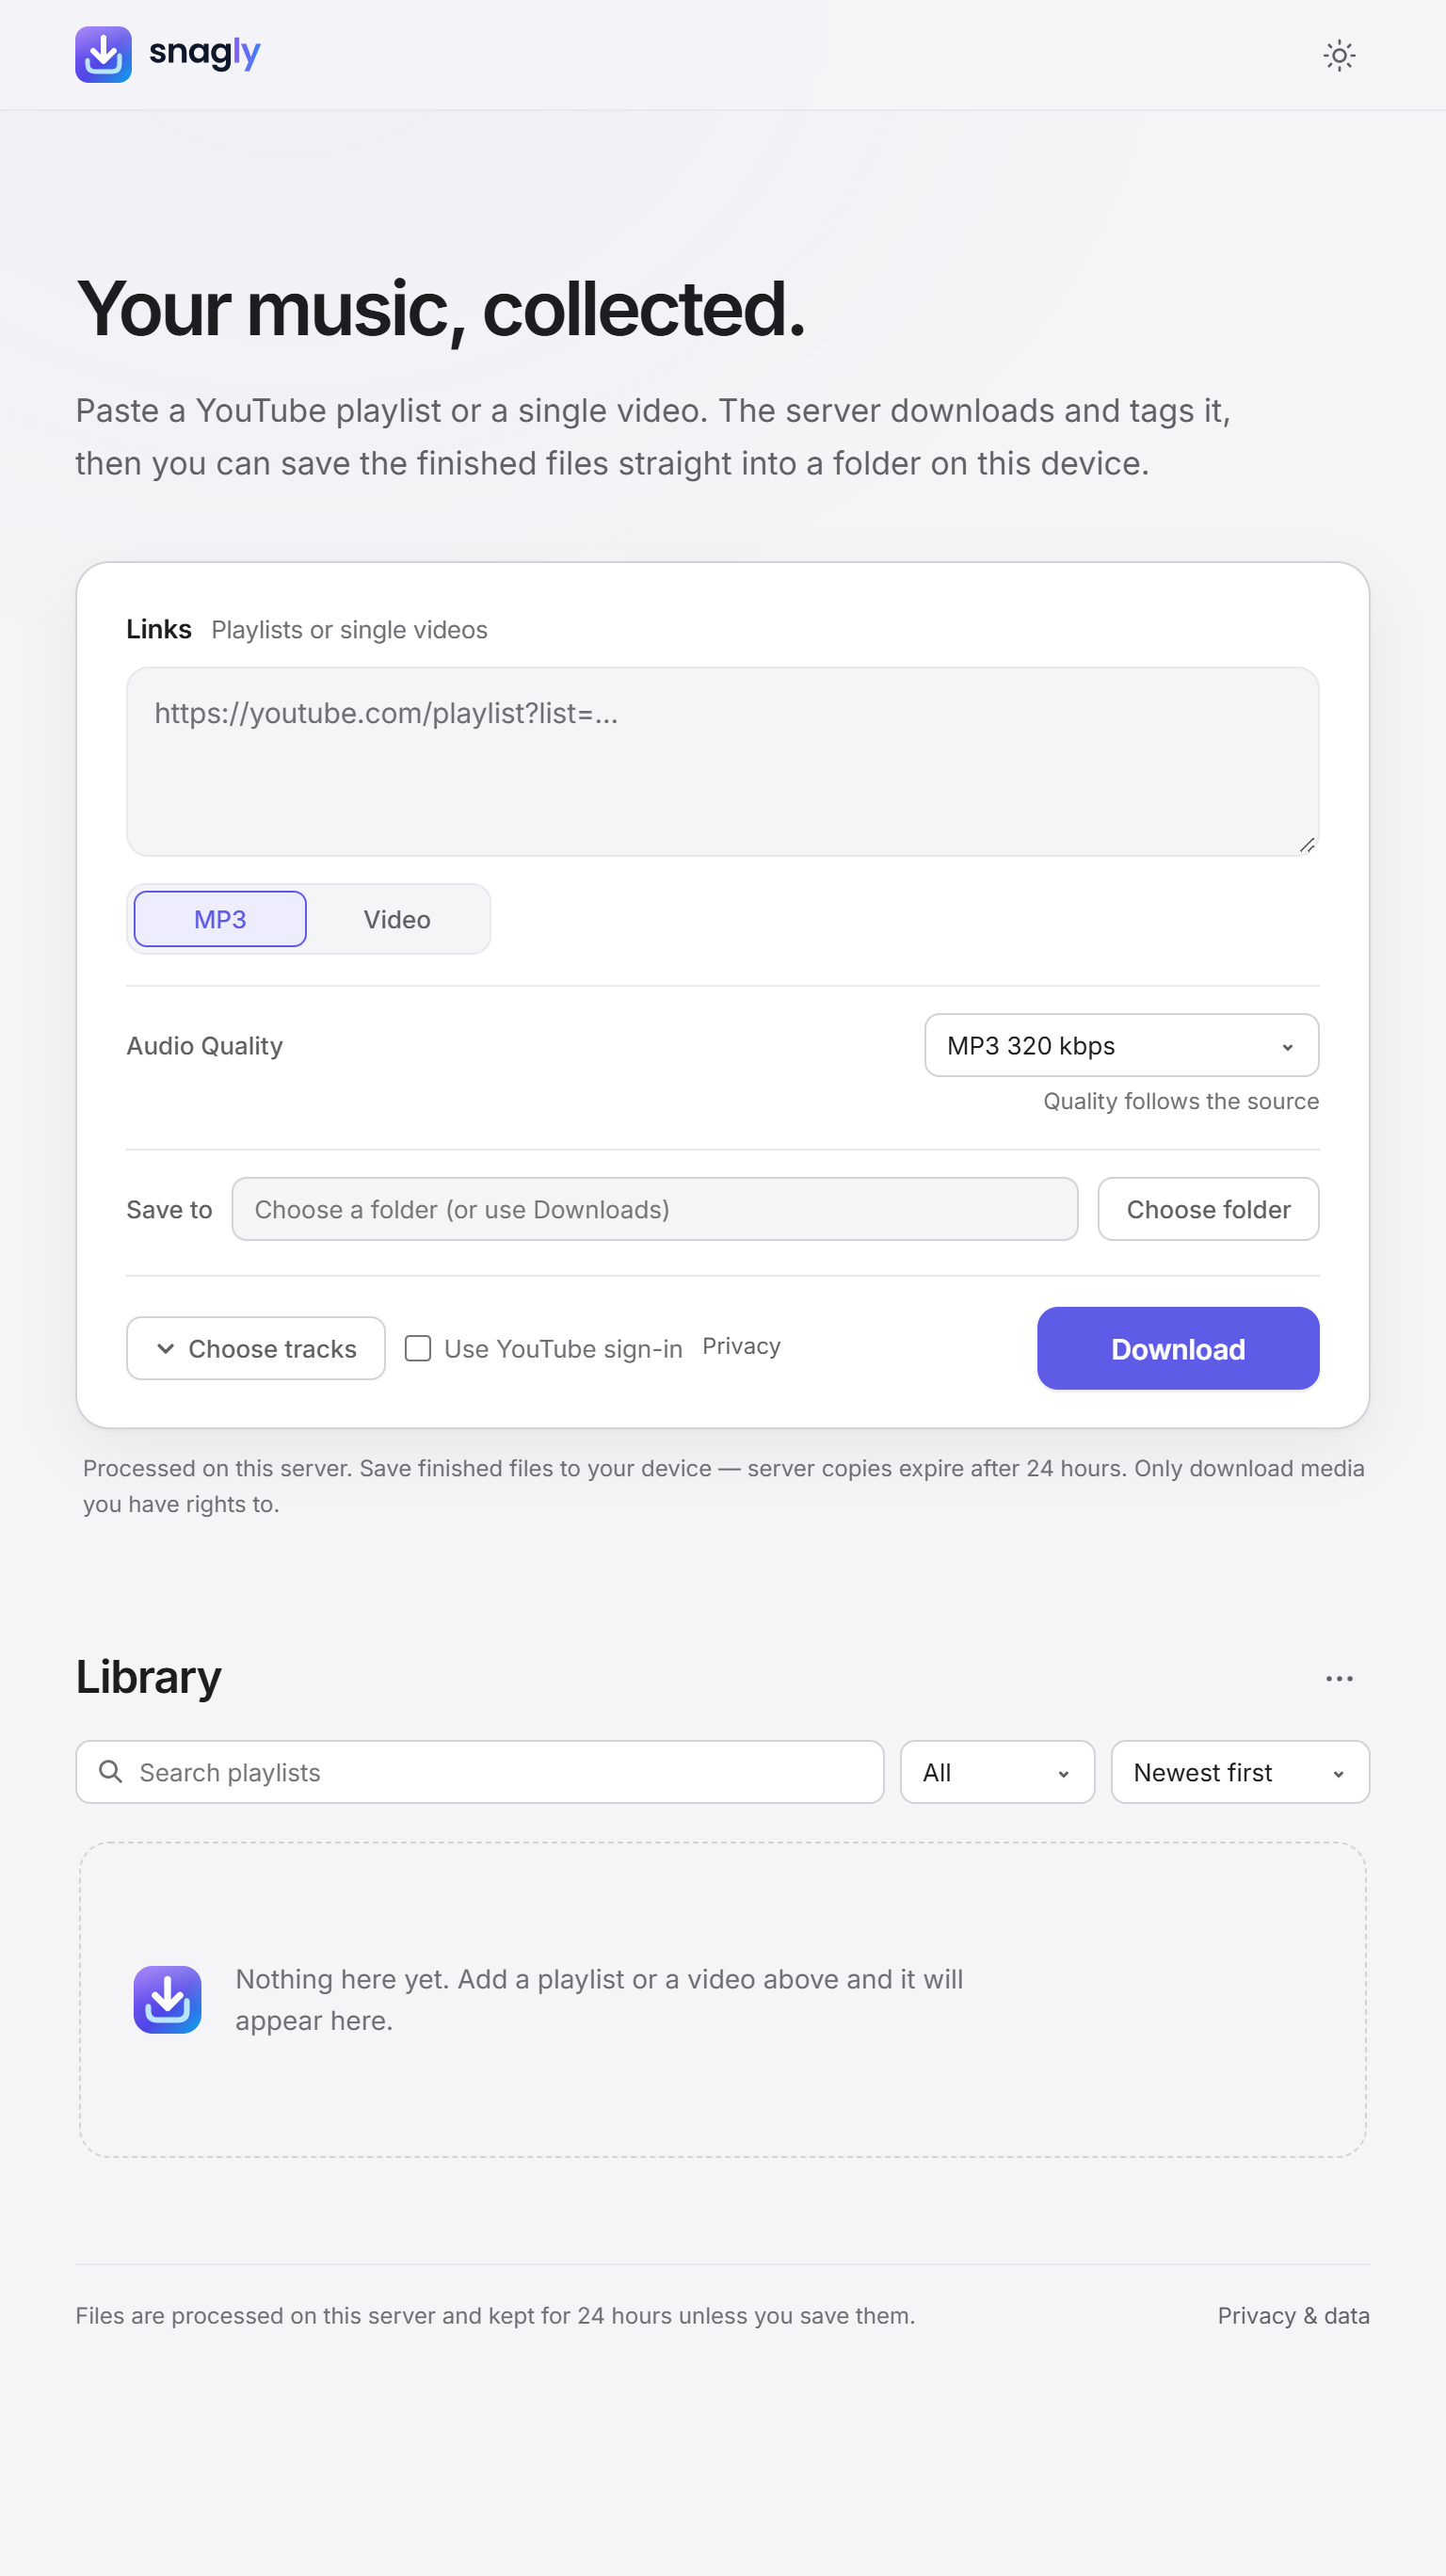 snagly
Your music, collected.
Paste a YouTube playlist or a single video. The server downloads and tags it,
then you can save the finished files straight into a folder on this device.
Links Playlists or single videos
https://youtube.com/playlist?list=...
MP3 Video
Audio Quality MP3 320 kbps
Quality follows the source
Save to Choose a folder (or use Downloads) Choose folder
Choose tracks Use YouTube sign-in Privacy Download
Processed on this server. Save finished files to your device — server copies expire after 24 hours. Only download media
you have rights to.
Library
Search playlists All Newest first
Nothing here yet. Add a playlist or a video above and it will
appear here.
Files are processed on this server and kept for 24 hours unless you save them. Privacy & data